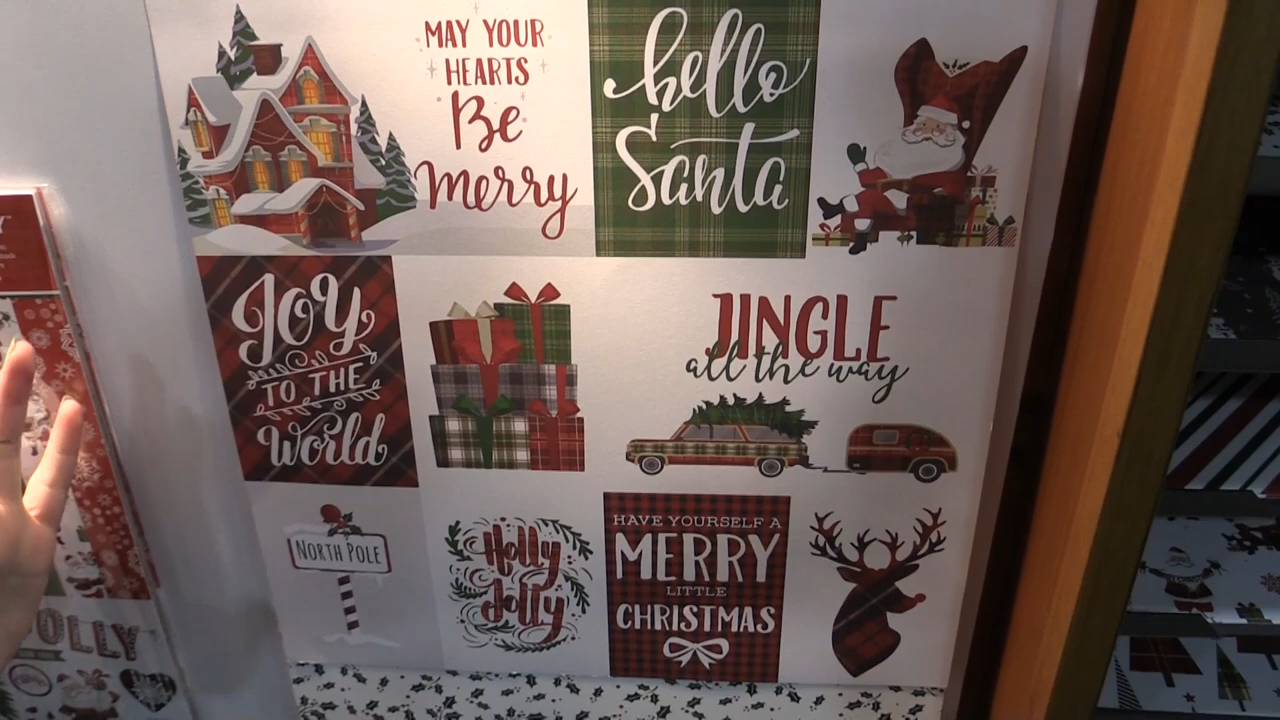 MAY YOUR
HEARTS
Be
Merry
hello
Santa
JOY
TO THE
World
JINGLE
all the way
NORTH POLE
Holly
Jolly
HAVE YOURSELF A
MERRY
LITTLE
CHRISTMAS
OLLY